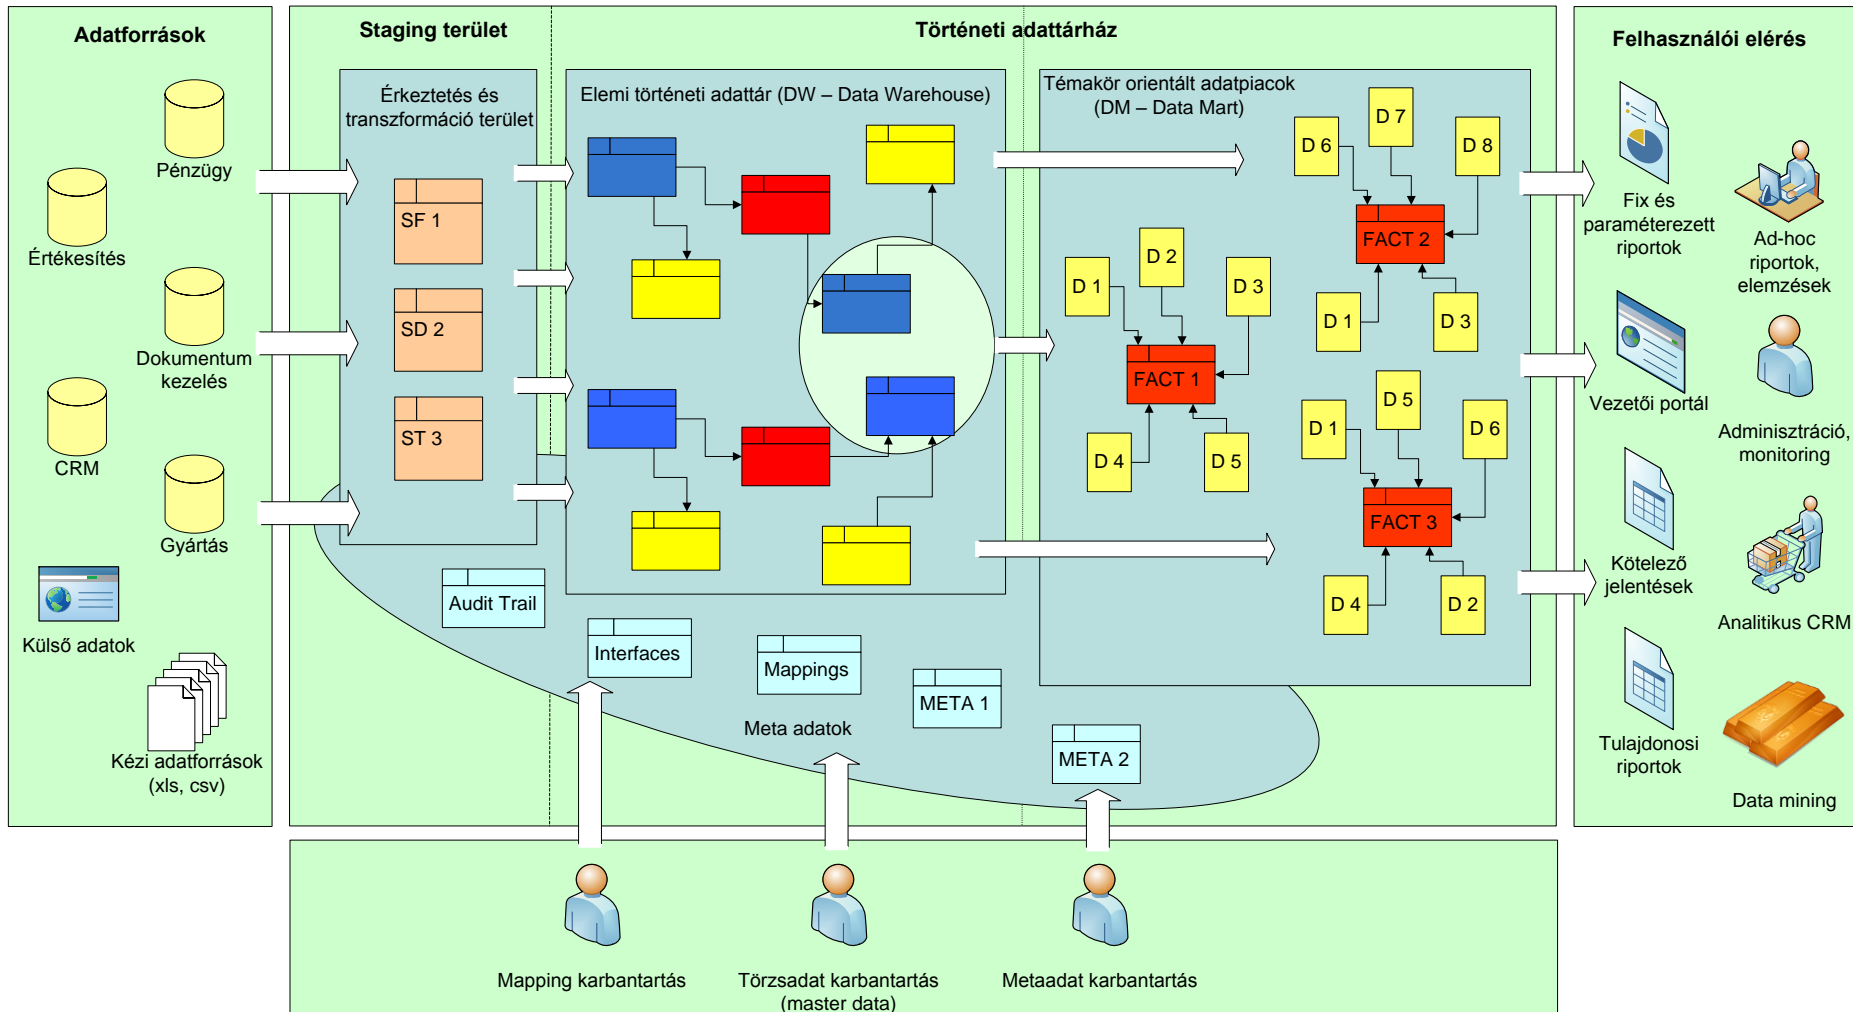 Adatforrások
Pénzügy
Értékesítés
Dokumentum
kezelés
CRM
Gyártás
Külső adatok
Kézi adatforrások
(xls, csv)
Staging terület
Érkeztetés és
transzformáció terület
SF 1
SD 2
ST 3
Történeti adattárház
Elemi történeti adattár (DW – Data Warehouse)
Témakör orientált adatpiacok
(DM – Data Mart)
D 7
D 6
D 8
FACT 2
D 1
D 3
D 2
D 1
D 3
FACT 1
D 4
D 5
D 5
D 1
D 6
FACT 3
D 4
D 2
Audit Trail
Interfaces
Mappings
META 1
Meta adatok
META 2
Felhasználói elérés
Fix és
paraméterezett
riportok
Ad-hoc
riportok,
elemzések
Vezetői portál
Adminisztráció,
monitoring
Kötelező
jelentések
Analitikus CRM
Tulajdonosi
riportok
Data mining
Mapping karbantartás
Törzsadat karbantartás
(master data)
Metaadat karbantartás